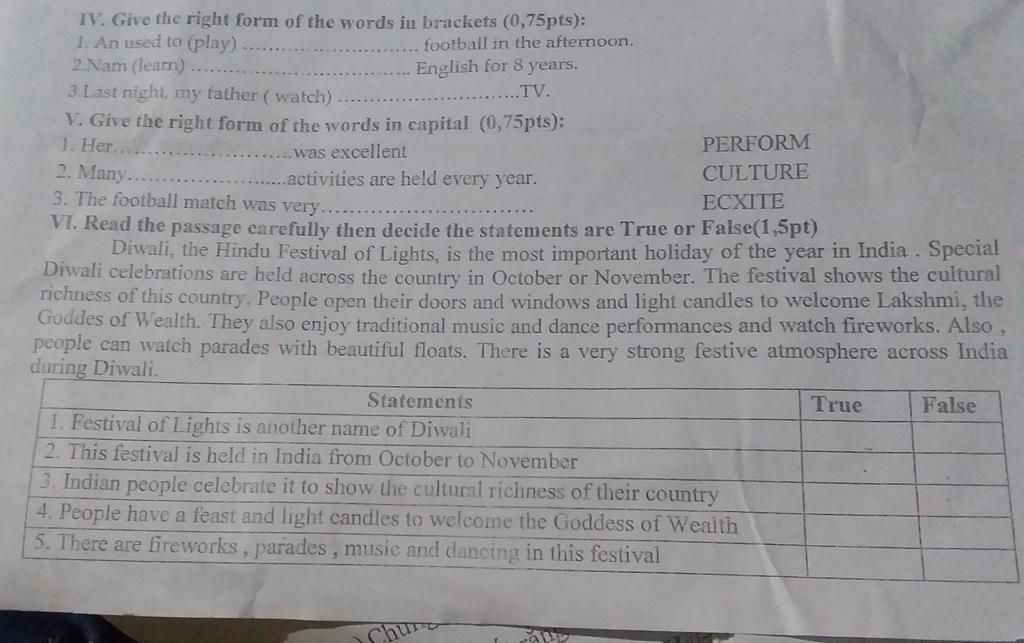 IV. Give the right form of the words in brackets (0,75pts):
1. An used to (play) .............................. football in the afternoon.
2.Nam (learn) ...................................... English for 8 years.
3.Last night, my father ( watch) ...............................TV.
V. Give the right form of the words in capital (0,75pts):
1. Her..............................was excellent PERFORM
2. Many...........................activities are held every year. CULTURE
3. The football match was very................................. ECXITE
VI. Read the passage carefully then decide the statements are True or False(1,5pt)
Diwali, the Hindu Festival of Lights, is the most important holiday of the year in India . Special
Diwali celebrations are held across the country in October or November. The festival shows the cultural
richness of this country. People open their doors and windows and light candles to welcome Lakshmi, the
Goddes of Wealth. They also enjoy traditional music and dance performances and watch fireworks. Also ,
people can watch parades with beautiful floats. There is a very strong festive atmosphere across India
during Diwali.
Statements True False
1. Festival of Lights is another name of Diwali
2. This festival is held in India from October to November
3. Indian people celebrate it to show the cultural richness of their country
4. People have a feast and light candles to welcome the Goddess of Wealth
5. There are fireworks , parades , music and dancing in this festival